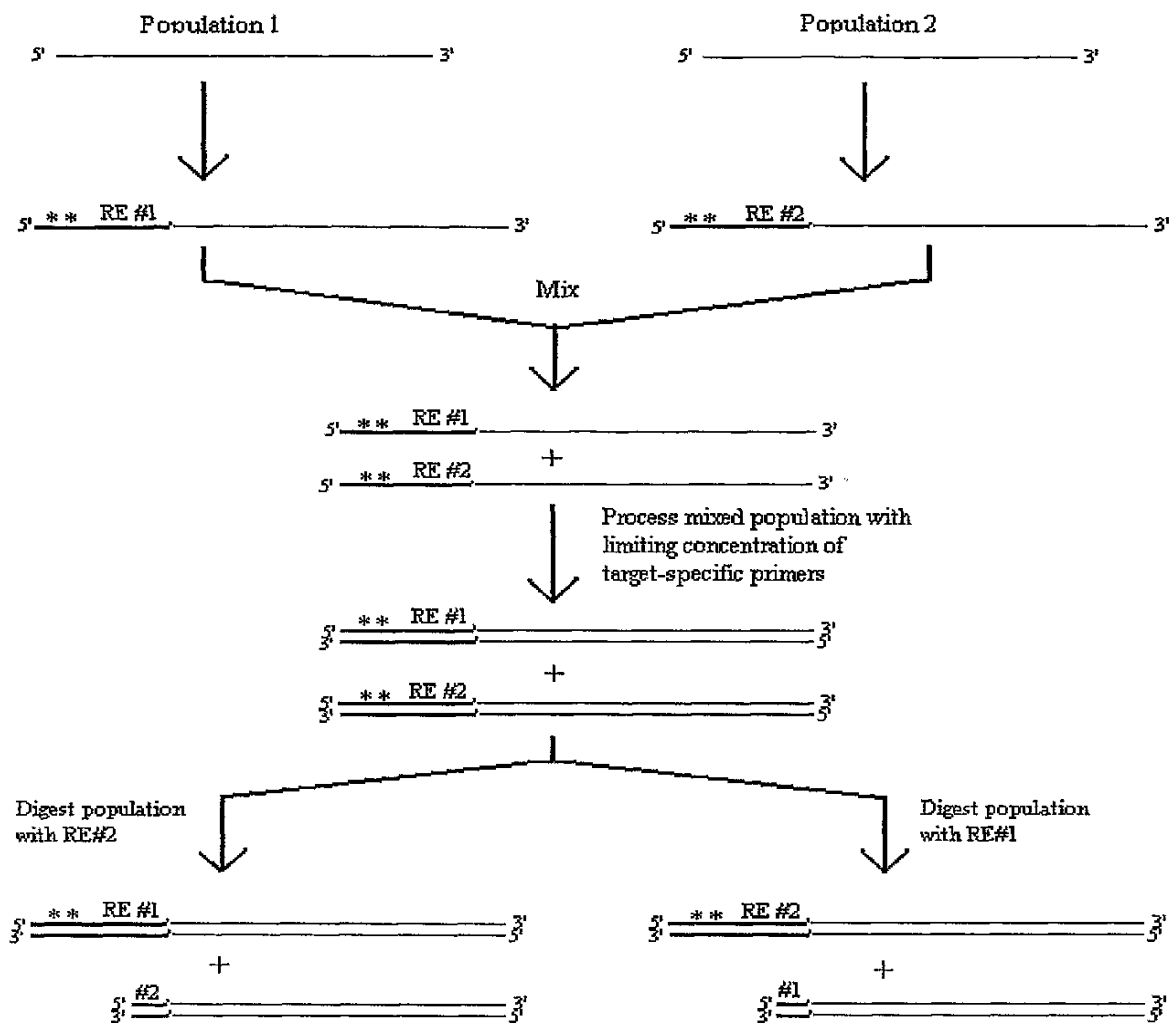 Population 1
Population 2
5' 3'
5' 3'
5' ** RE #1 3'
5' ** RE #2 3'
Mix
5' ** RE #1 3'
+
5' ** RE #2 3'
Process mixed population with
limiting concentration of
target-specific primers
5' ** RE #1 3'
3' 5'
+
5' ** RE #2 3'
3' 5'
Digest population
with RE#2
Digest population
with RE#1
5' ** RE #1 3'
3' 5'
+
5' #2 3'
3' 5'
5' ** RE #2 3'
3' 5'
+
5' #1 3'
3' 5'